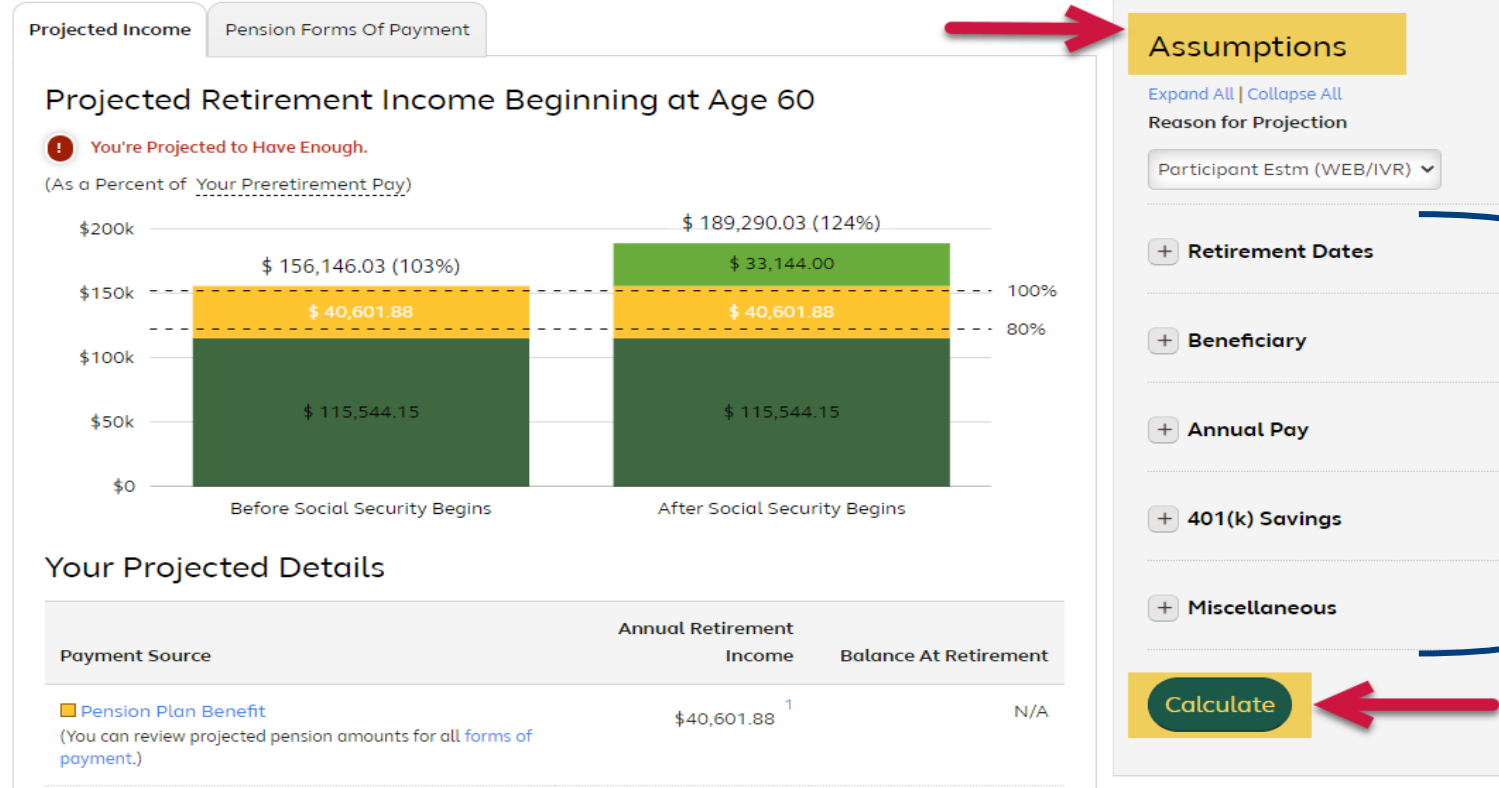 Projected Income
Pension Forms Of Payment
Projected Retirement Income Beginning at Age 60
! You're Projected to Have Enough.
(As a Percent of Your Preretirement Pay)
$200k
$150k
$100k
$50k
$0
$ 156,146.03 (103%)
$ 40,601.88
$ 115,544.15
$ 189,290.03 (124%)
$ 33,144.00
$ 40,601.88
$ 115,544.15
100%
80%
Before Social Security Begins
After Social Security Begins
Your Projected Details
Payment Source
Annual Retirement
Income
Balance At Retirement
Pension Plan Benefit
$40,601.88 1
N/A
(You can review projected pension amounts for all forms of
payment.)
Assumptions
Expand All | Collapse All
Reason for Projection
Participant Estm (WEB/IVR)
+ Retirement Dates
+ Beneficiary
+ Annual Pay
+ 401(k) Savings
+ Miscellaneous
Calculate